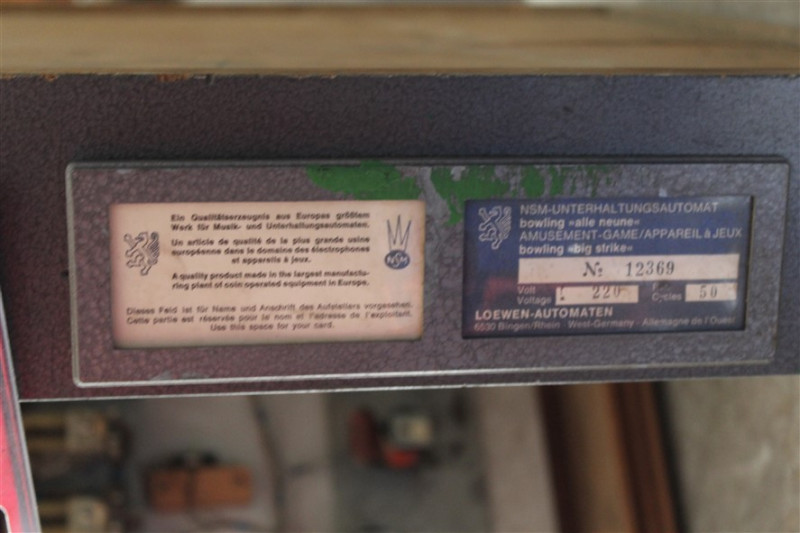 Ein Qualitätserzeugnis aus Europas größtem
Werk für Musik- und Unterhaltungsautomaten.
Un article de qualité de la plus grande usine
européenne dans le domaine des électrophones
et appareils à jeux.
A quality product made in the largest manufactu-
ring plant of coin operated equipment in Europe.
NSM
Dieses Feld ist für Name und Anschrift des Aufstellers vorgesehen.
Cette partie est réservée pour le nom et l'adresse de l'exploitant.
Use this space for your card.
NSM-UNTERHALTUNGSAUTOMAT
bowling »alle neune«
AMUSEMENT-GAME/APPAREIL à JEUX
bowling »big strike«
№ 12369
Volt
Voltage 220
Cycles 50
LOEWEN-AUTOMATEN
6530 Bingen/Rhein - West-Germany - Allemagne de l'Ouest